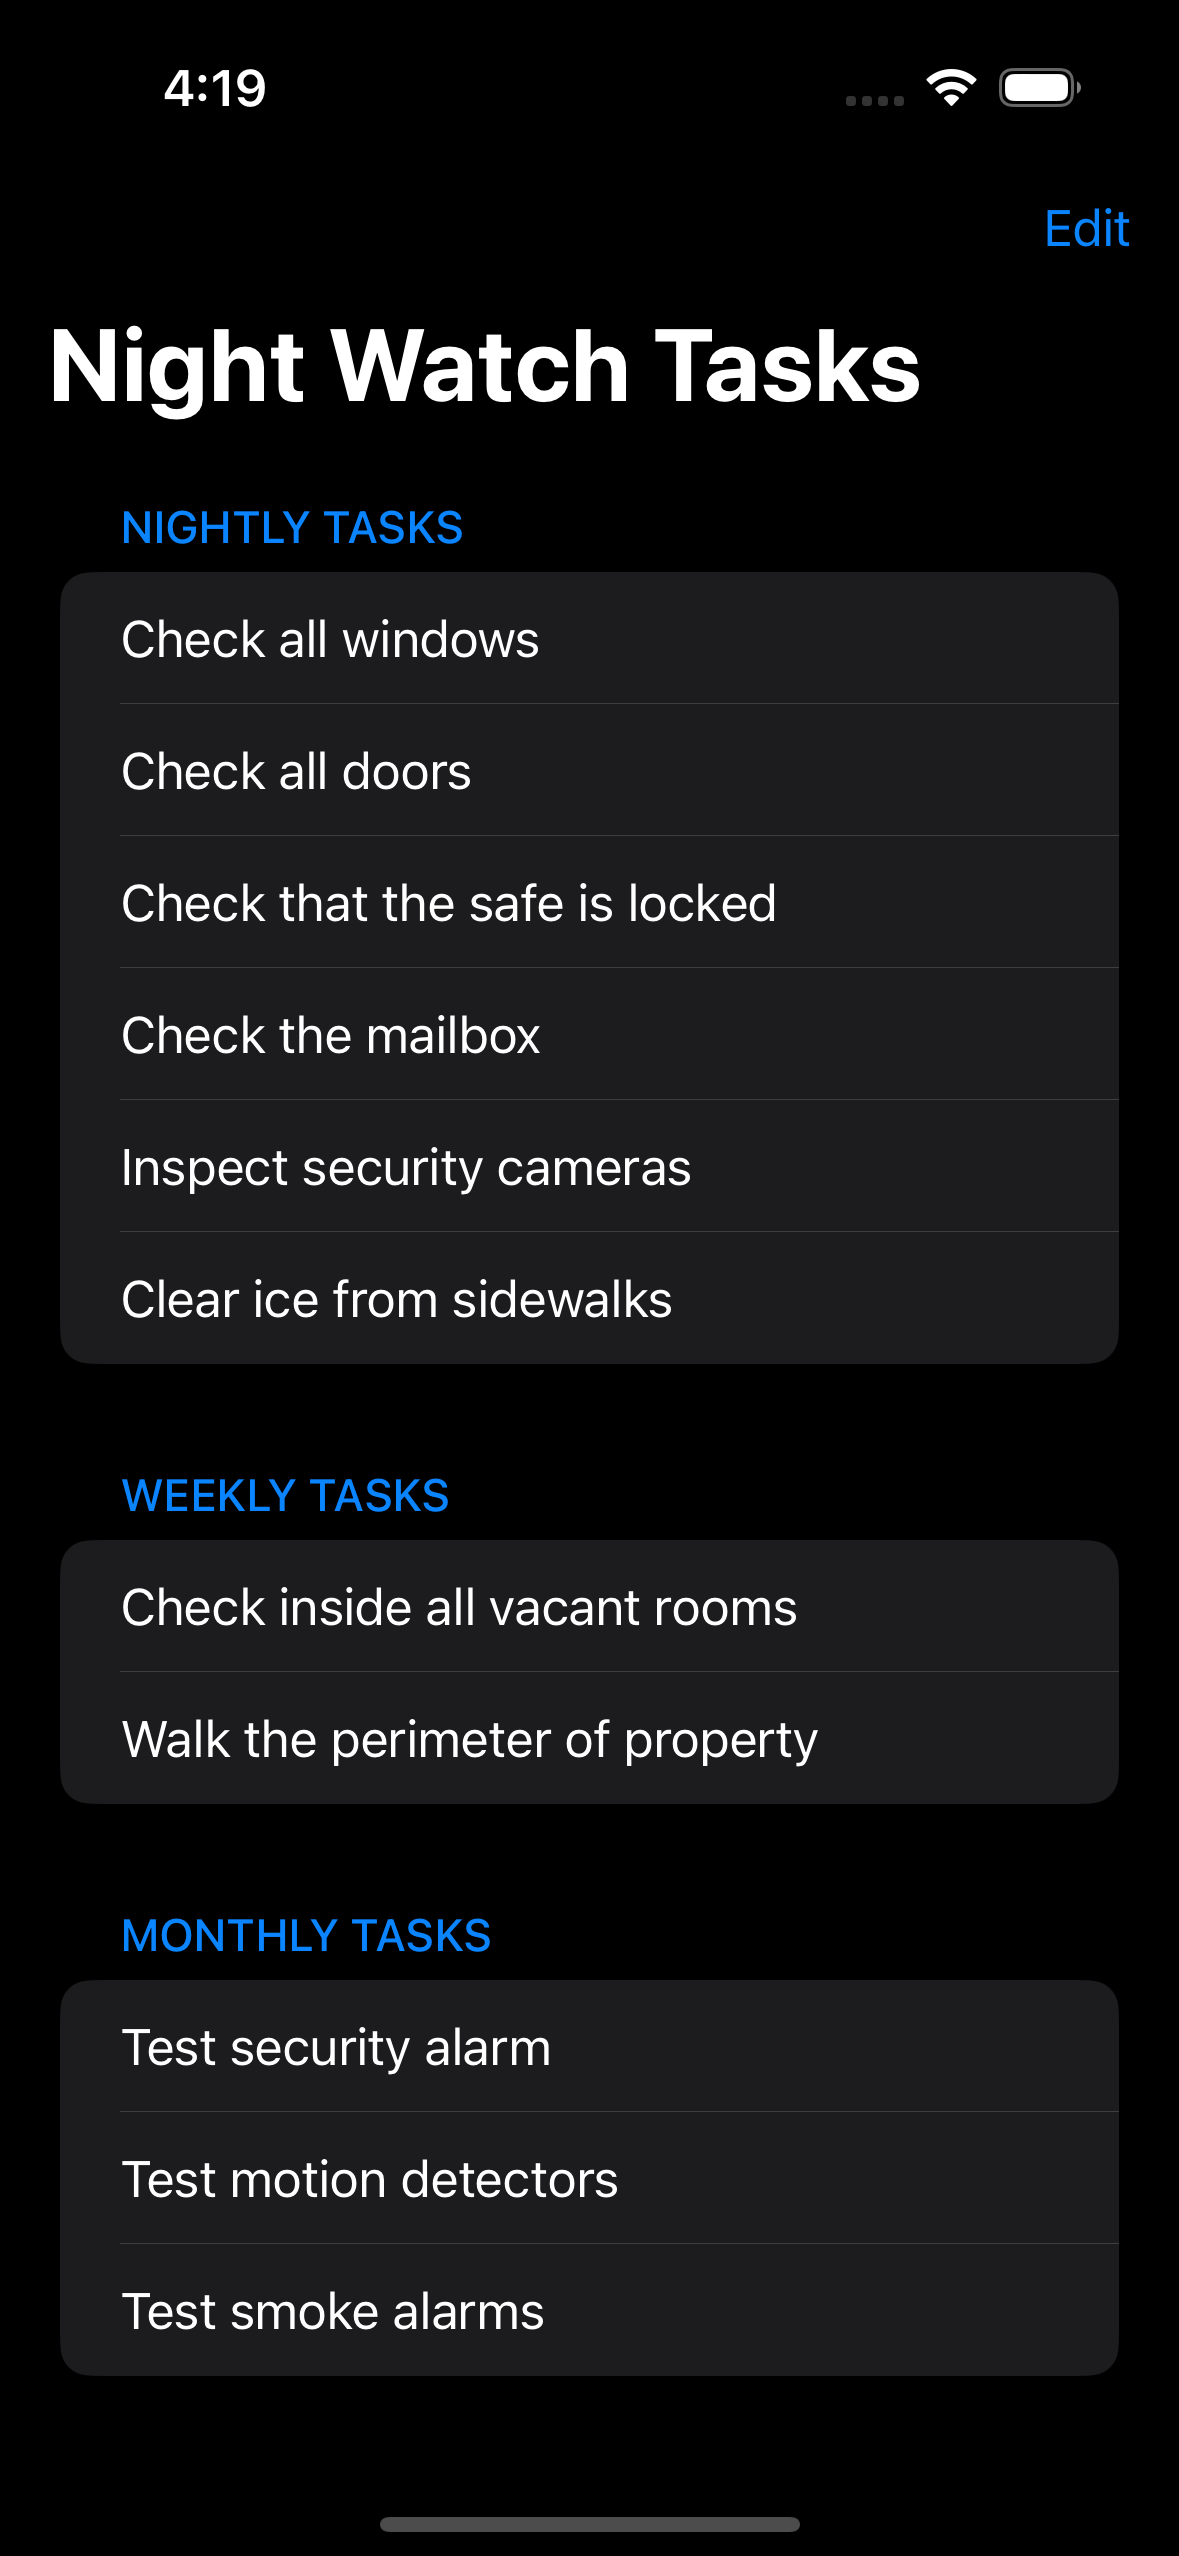 4:19
Edit
Night Watch Tasks
NIGHTLY TASKS
Check all windows
Check all doors
Check that the safe is locked
Check the mailbox
Inspect security cameras
Clear ice from sidewalks
WEEKLY TASKS
Check inside all vacant rooms
Walk the perimeter of property
MONTHLY TASKS
Test security alarm
Test motion detectors
Test smoke alarms